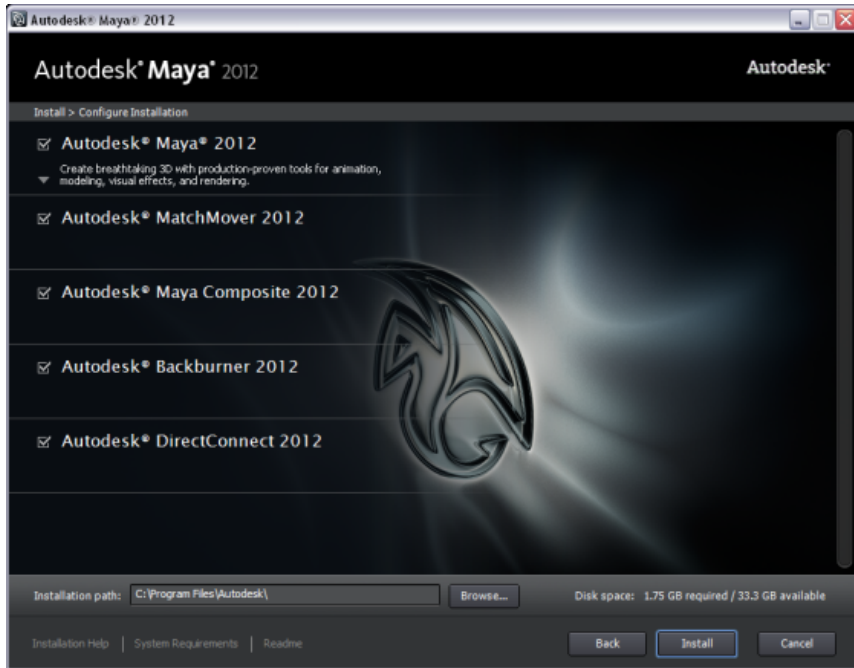 Autodesk® Maya® 2012
Autodesk® Maya® 2012
Autodesk®
Install > Configure Installation
Autodesk® Maya® 2012
Create breathtaking 3D with production-proven tools for animation,
modeling, visual effects, and rendering.
Autodesk® MatchMover 2012
Autodesk® Maya Composite 2012
Autodesk® Backburner 2012
Autodesk® DirectConnect 2012
Installation path: C:\Program Files\Autodesk\ Browse... Disk space: 1.75 GB required / 33.3 GB available
Installation Help | System Requirements | Readme Back Install Cancel